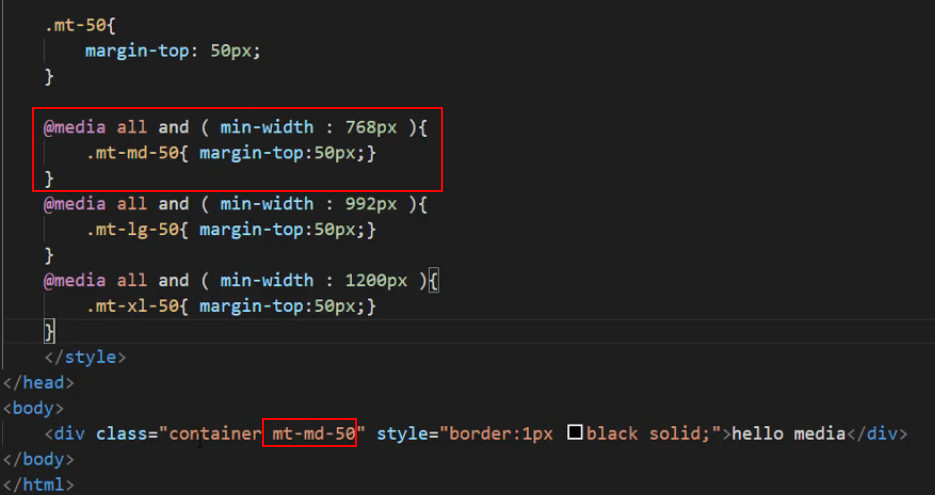 .mt-50{
margin-top: 50px;
}
@media all and ( min-width : 768px ){
.mt-md-50{ margin-top:50px;}
}
@media all and ( min-width : 992px ){
.mt-lg-50{ margin-top:50px;}
}
@media all and ( min-width : 1200px ){
.mt-xl-50{ margin-top:50px;}
}
</style>
</head>
<body>
<div class="container mt-md-50" style="border:1px black solid;">hello media</div>
</body>
</html>